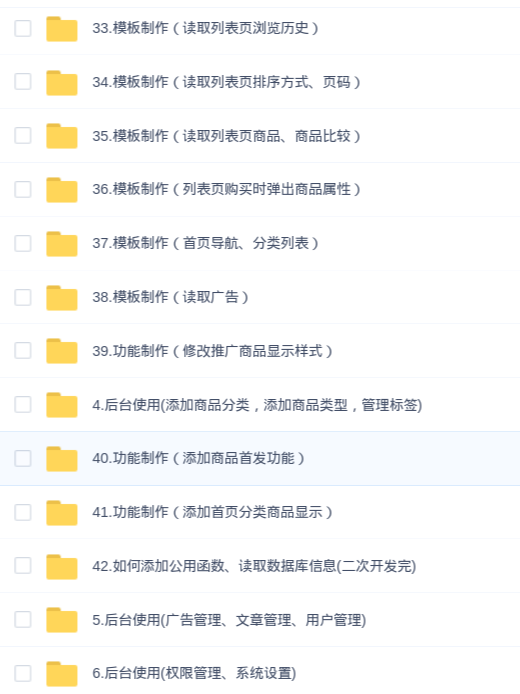 33.模板制作（读取列表页浏览历史）
34.模板制作（读取列表页排序方式、页码）
35.模板制作（读取列表页商品、商品比较）
36.模板制作（列表页购买时弹出商品属性）
37.模板制作（首页导航、分类列表）
38.模板制作（读取广告）
39.功能制作（修改推广商品显示样式）
4.后台使用(添加商品分类，添加商品类型，管理标签)
40.功能制作（添加商品首发功能）
41.功能制作（添加首页分类商品显示）
42.如何添加公用函数、读取数据库信息(二次开发完)
5.后台使用(广告管理、文章管理、用户管理)
6.后台使用(权限管理、系统设置)